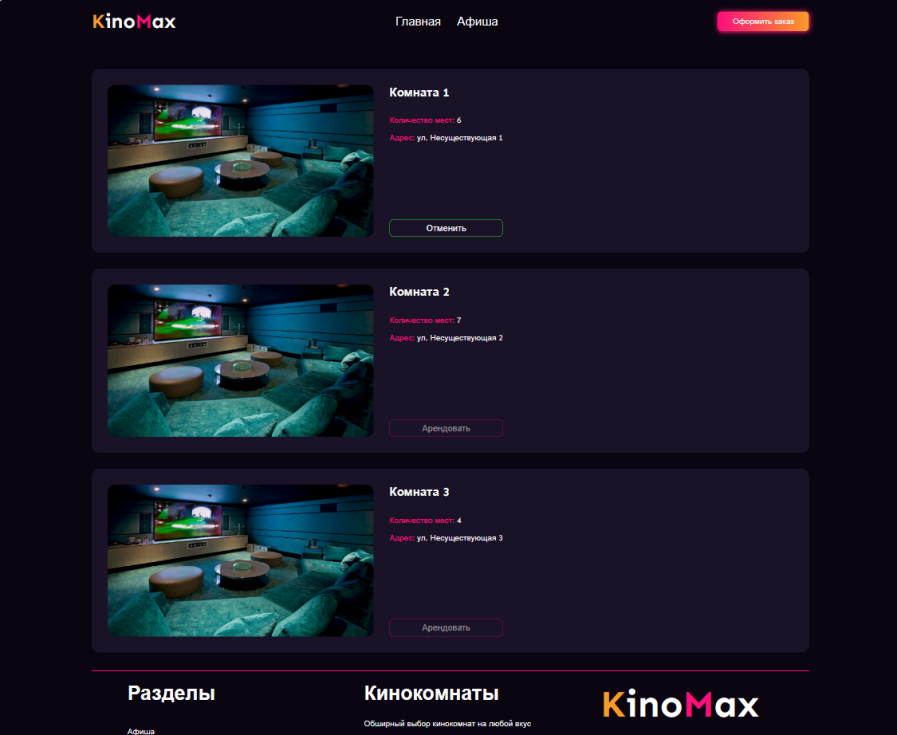 KinoMax
Главная
Афиша
Оформить заказ
Комната 1
Количество мест: 6
Адрес: ул. Несуществующая 1
Отменить
Комната 2
Количество мест: 7
Адрес: ул. Несуществующая 2
Арендовать
Комната 3
Количество мест: 4
Адрес: ул. Несуществующая 3
Арендовать
Разделы
Афиша
Кинокомнаты
Обширный выбор кинокомнат на любой вкус
KinoMax